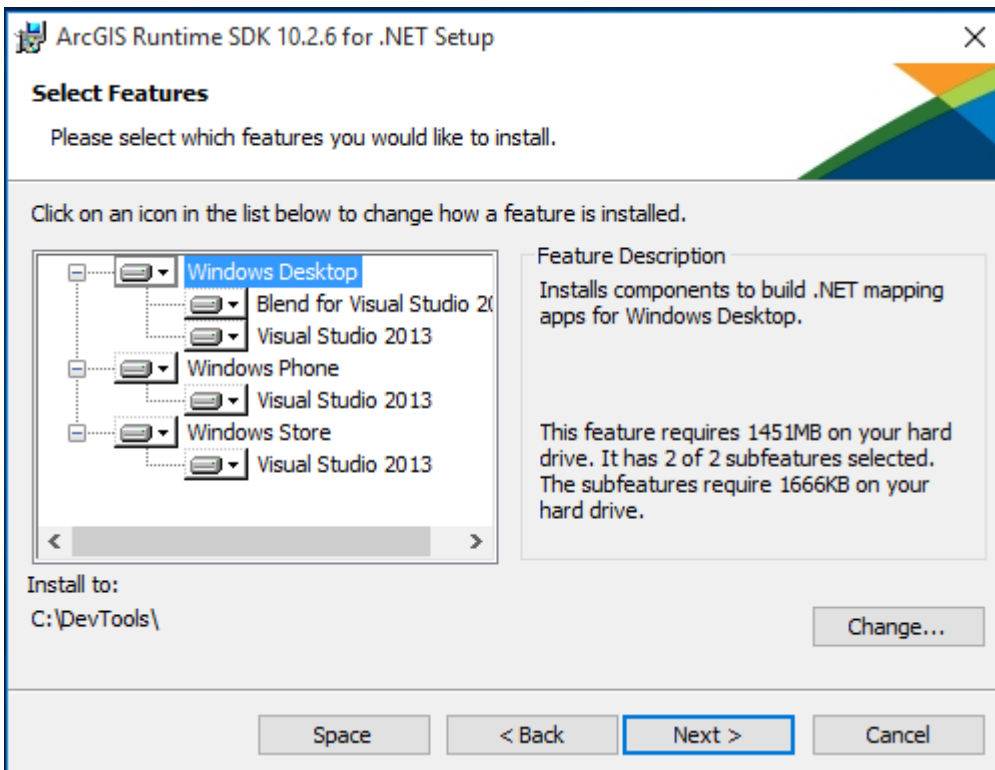 ArcGIS Runtime SDK 10.2.6 for .NET Setup
Select Features
Please select which features you would like to install.
Click on an icon in the list below to change how a feature is installed.
Windows Desktop
Blend for Visual Studio 20
Visual Studio 2013
Windows Phone
Visual Studio 2013
Windows Store
Visual Studio 2013
Feature Description
Installs components to build .NET mapping
apps for Windows Desktop.
This feature requires 1451MB on your hard
drive. It has 2 of 2 subfeatures selected.
The subfeatures require 1666KB on your
hard drive.
Install to:
C:\DevTools\
Change...
Space
< Back
Next >
Cancel